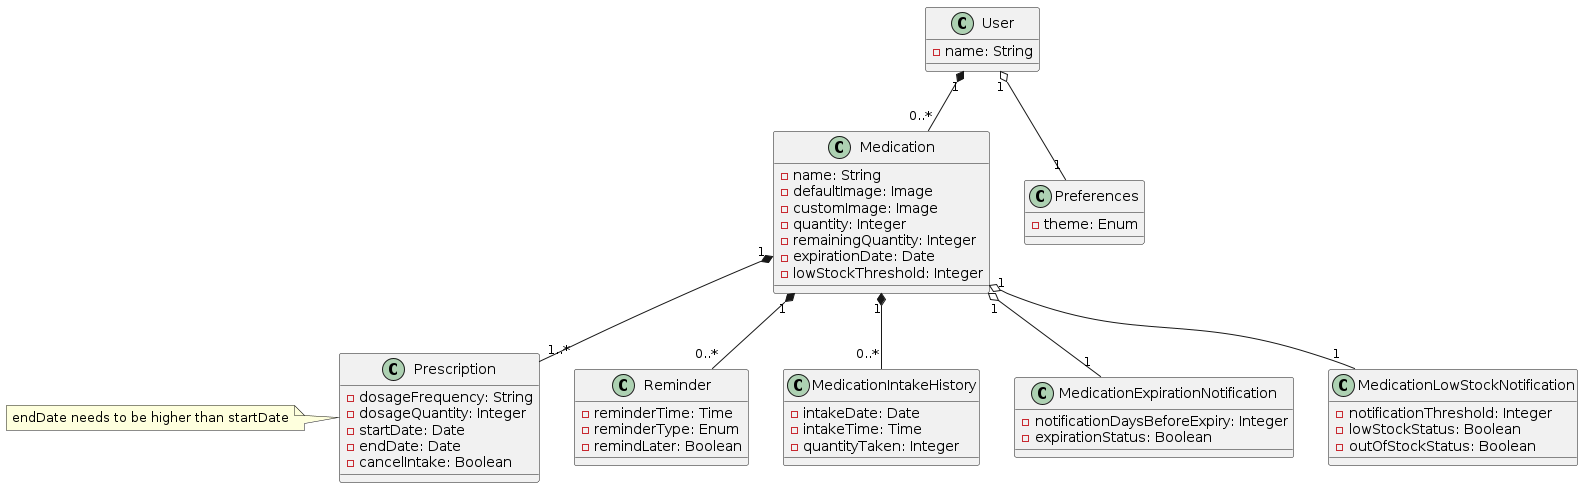 C User
name: String
1
1
0..*
C Medication
name: String
defaultImage: Image
customImage: Image
quantity: Integer
remainingQuantity: Integer
expirationDate: Date
lowStockThreshold: Integer
1
C Preferences
theme: Enum
1
1
1
1
1
1..*
0..*
0..*
1
1
endDate needs to be higher than startDate
C Prescription
dosageFrequency: String
dosageQuantity: Integer
startDate: Date
endDate: Date
cancelIntake: Boolean
C Reminder
reminderTime: Time
reminderType: Enum
remindLater: Boolean
C MedicationIntakeHistory
intakeDate: Date
intakeTime: Time
quantityTaken: Integer
C MedicationExpirationNotification
notificationDaysBeforeExpiry: Integer
expirationStatus: Boolean
C MedicationLowStockNotification
notificationThreshold: Integer
lowStockStatus: Boolean
outOfStockStatus: Boolean